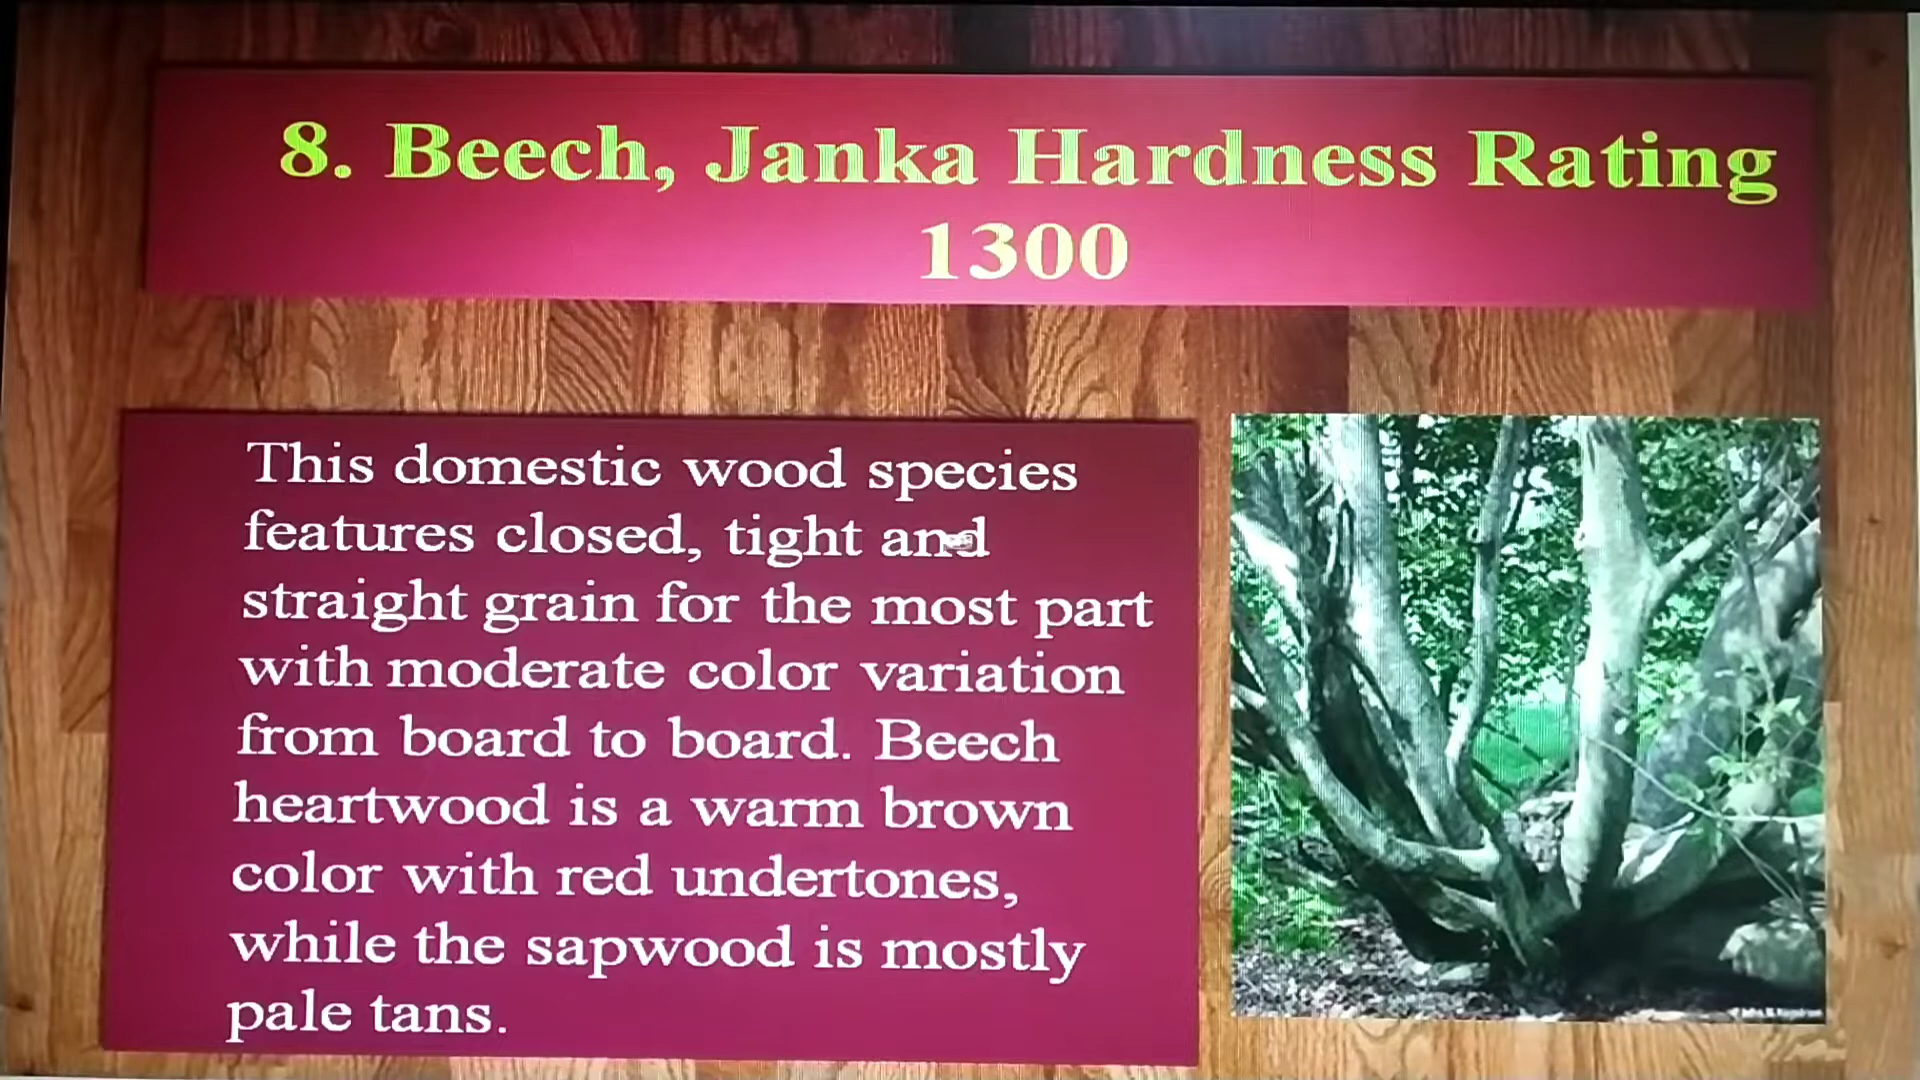 8. Beech, Janka Hardness Rating
1300
This domestic wood species
features closed, tight and
straight grain for the most part
with moderate color variation
from board to board. Beech
heartwood is a warm brown
color with red undertones,
while the sapwood is mostly
pale tans.